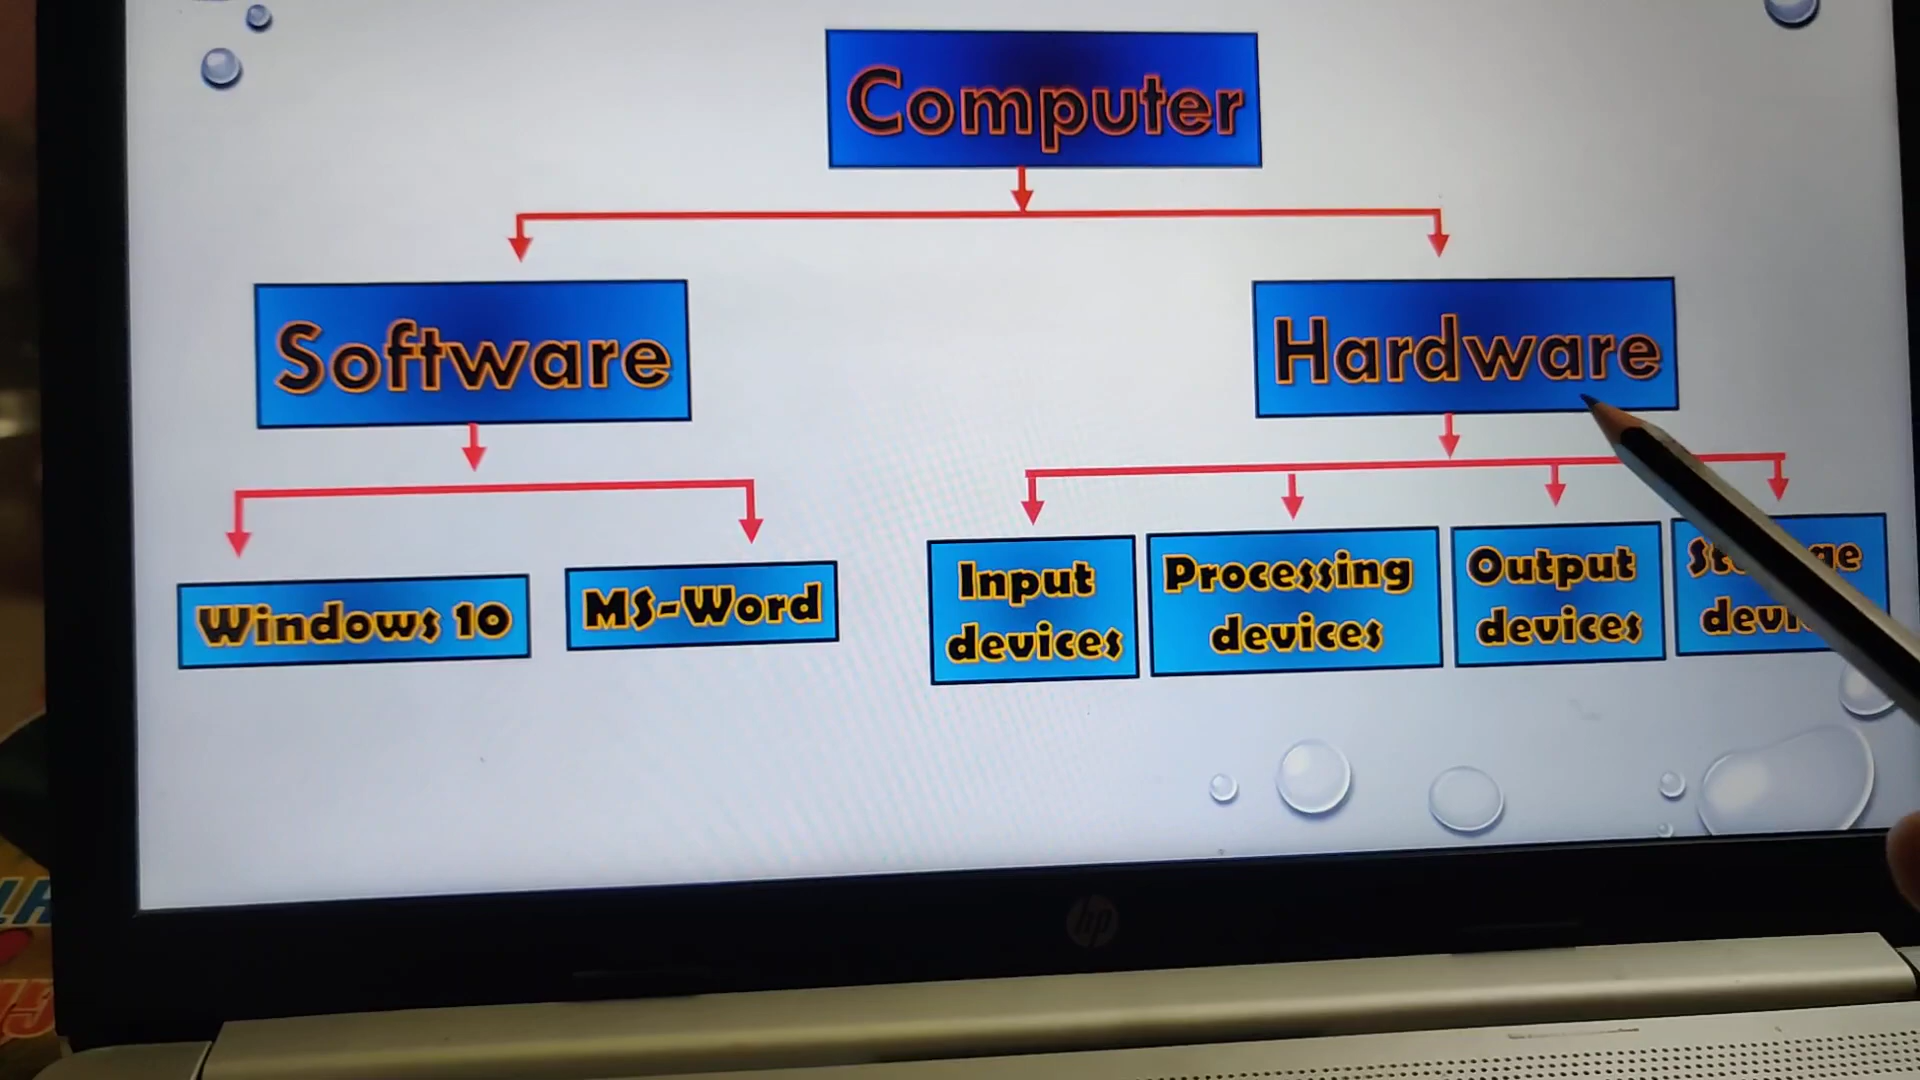 Computer
Software
Hardware
Windows 10
MS-Word
Input
devices
Processing
devices
Output
devices
hp